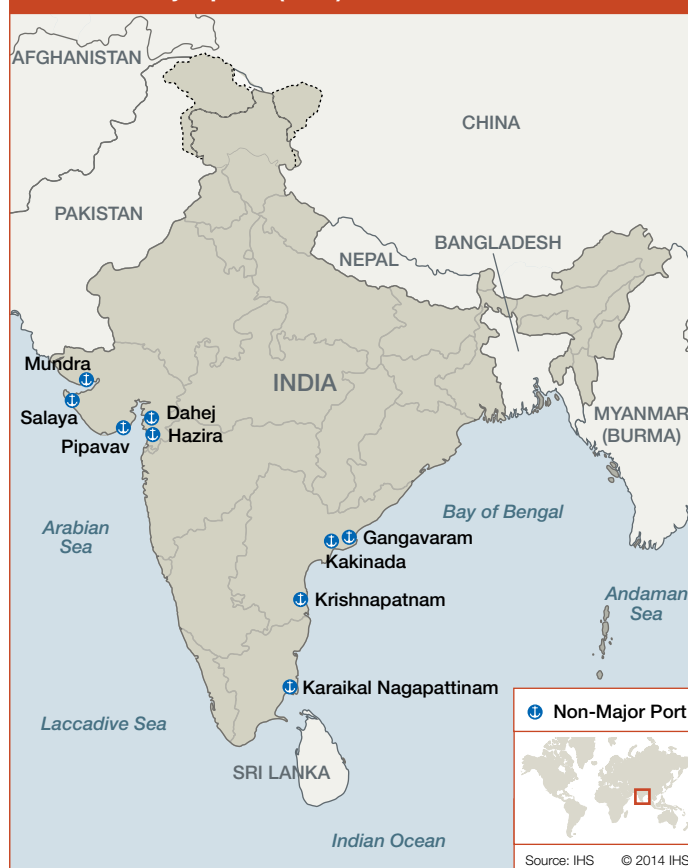 AFGHANISTAN
CHINA
PAKISTAN
BANGLADESH
NEPAL
Mundra
INDIA
Salaya
Dahej
MYANMAR
(BURMA)
Pipavav
Hazira
Bay of Bengal
Arabian
Sea
Gangavaram
Kakinada
Krishnapatnam
Andaman
Sea
Karaikal Nagapattinam
Laccadive Sea
Non-Major Port
SRI LANKA
Indian Ocean
Source: IHS © 2014 IHS